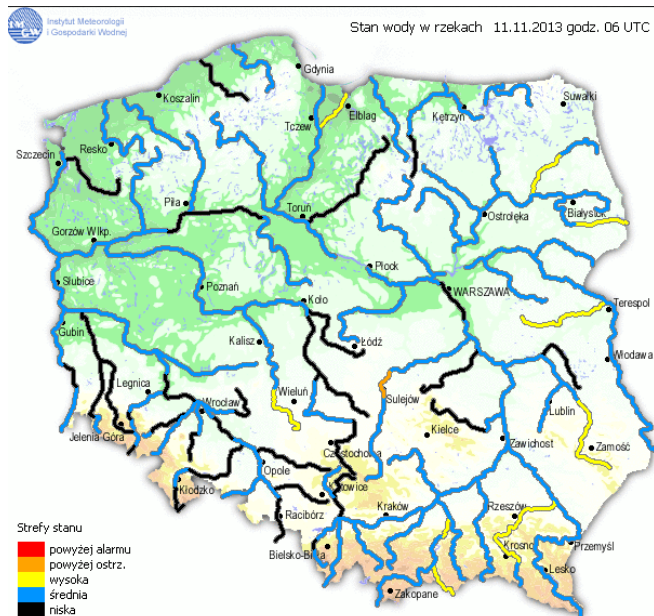 Instytut Meteorologii
i Gospodarki Wodnej
Stan wody w rzekach 11.11.2013 godz. 06 UTC
Gdynia
Koszalin
Suwałki
Elbląg
Kętrzyn
Tczew
Resko
Szczecin
Piła
Toruń
Ostrołęka
Białystok
Gorzów Wlkp.
Płock
Słubice
Poznań
Koło
WARSZAWA
Terespol
Gubin
Kalisz
Łódź
Włodawa
Legnica
Wieluń
Sulejów
Lublin
Wrocław
Jelenia Góra
Kielce
Zawichost
Zamość
Częstochowa
Opole
Kłodzko
Katowice
Racibórz
Kraków
Rzeszów
Bielsko-Biała
Krosno
Przemyśl
Lesko
Zakopane
Strefy stanu
powyżej alarmu
powyżej ostrz.
wysoka
średnia
niska